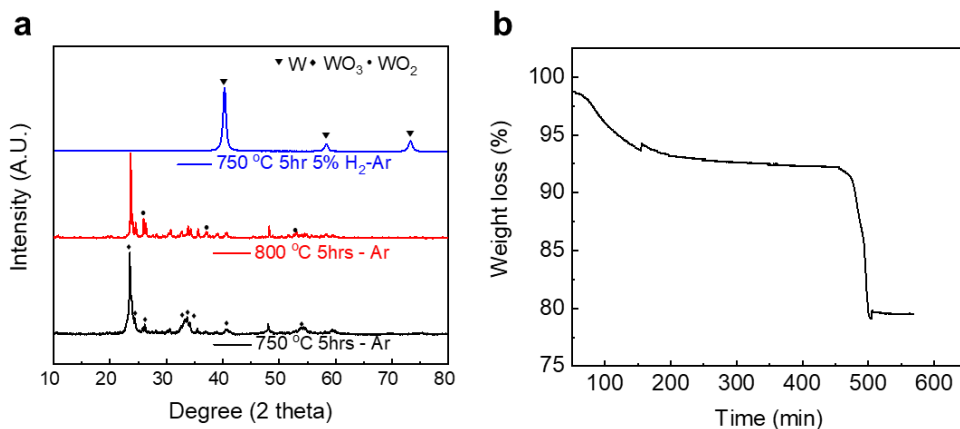 a
▼W◆ WO3 • WO2
750 °C 5hr 5% H2-Ar
800 °C 5hrs - Ar
750 °C 5hrs - Ar
Intensity (A.U.)
10 20 30 40 50 60 70 80
Degree (2 theta)
b
100
95
90
85
80
75
Weight loss (%)
100 200 300 400 500 600
Time (min)